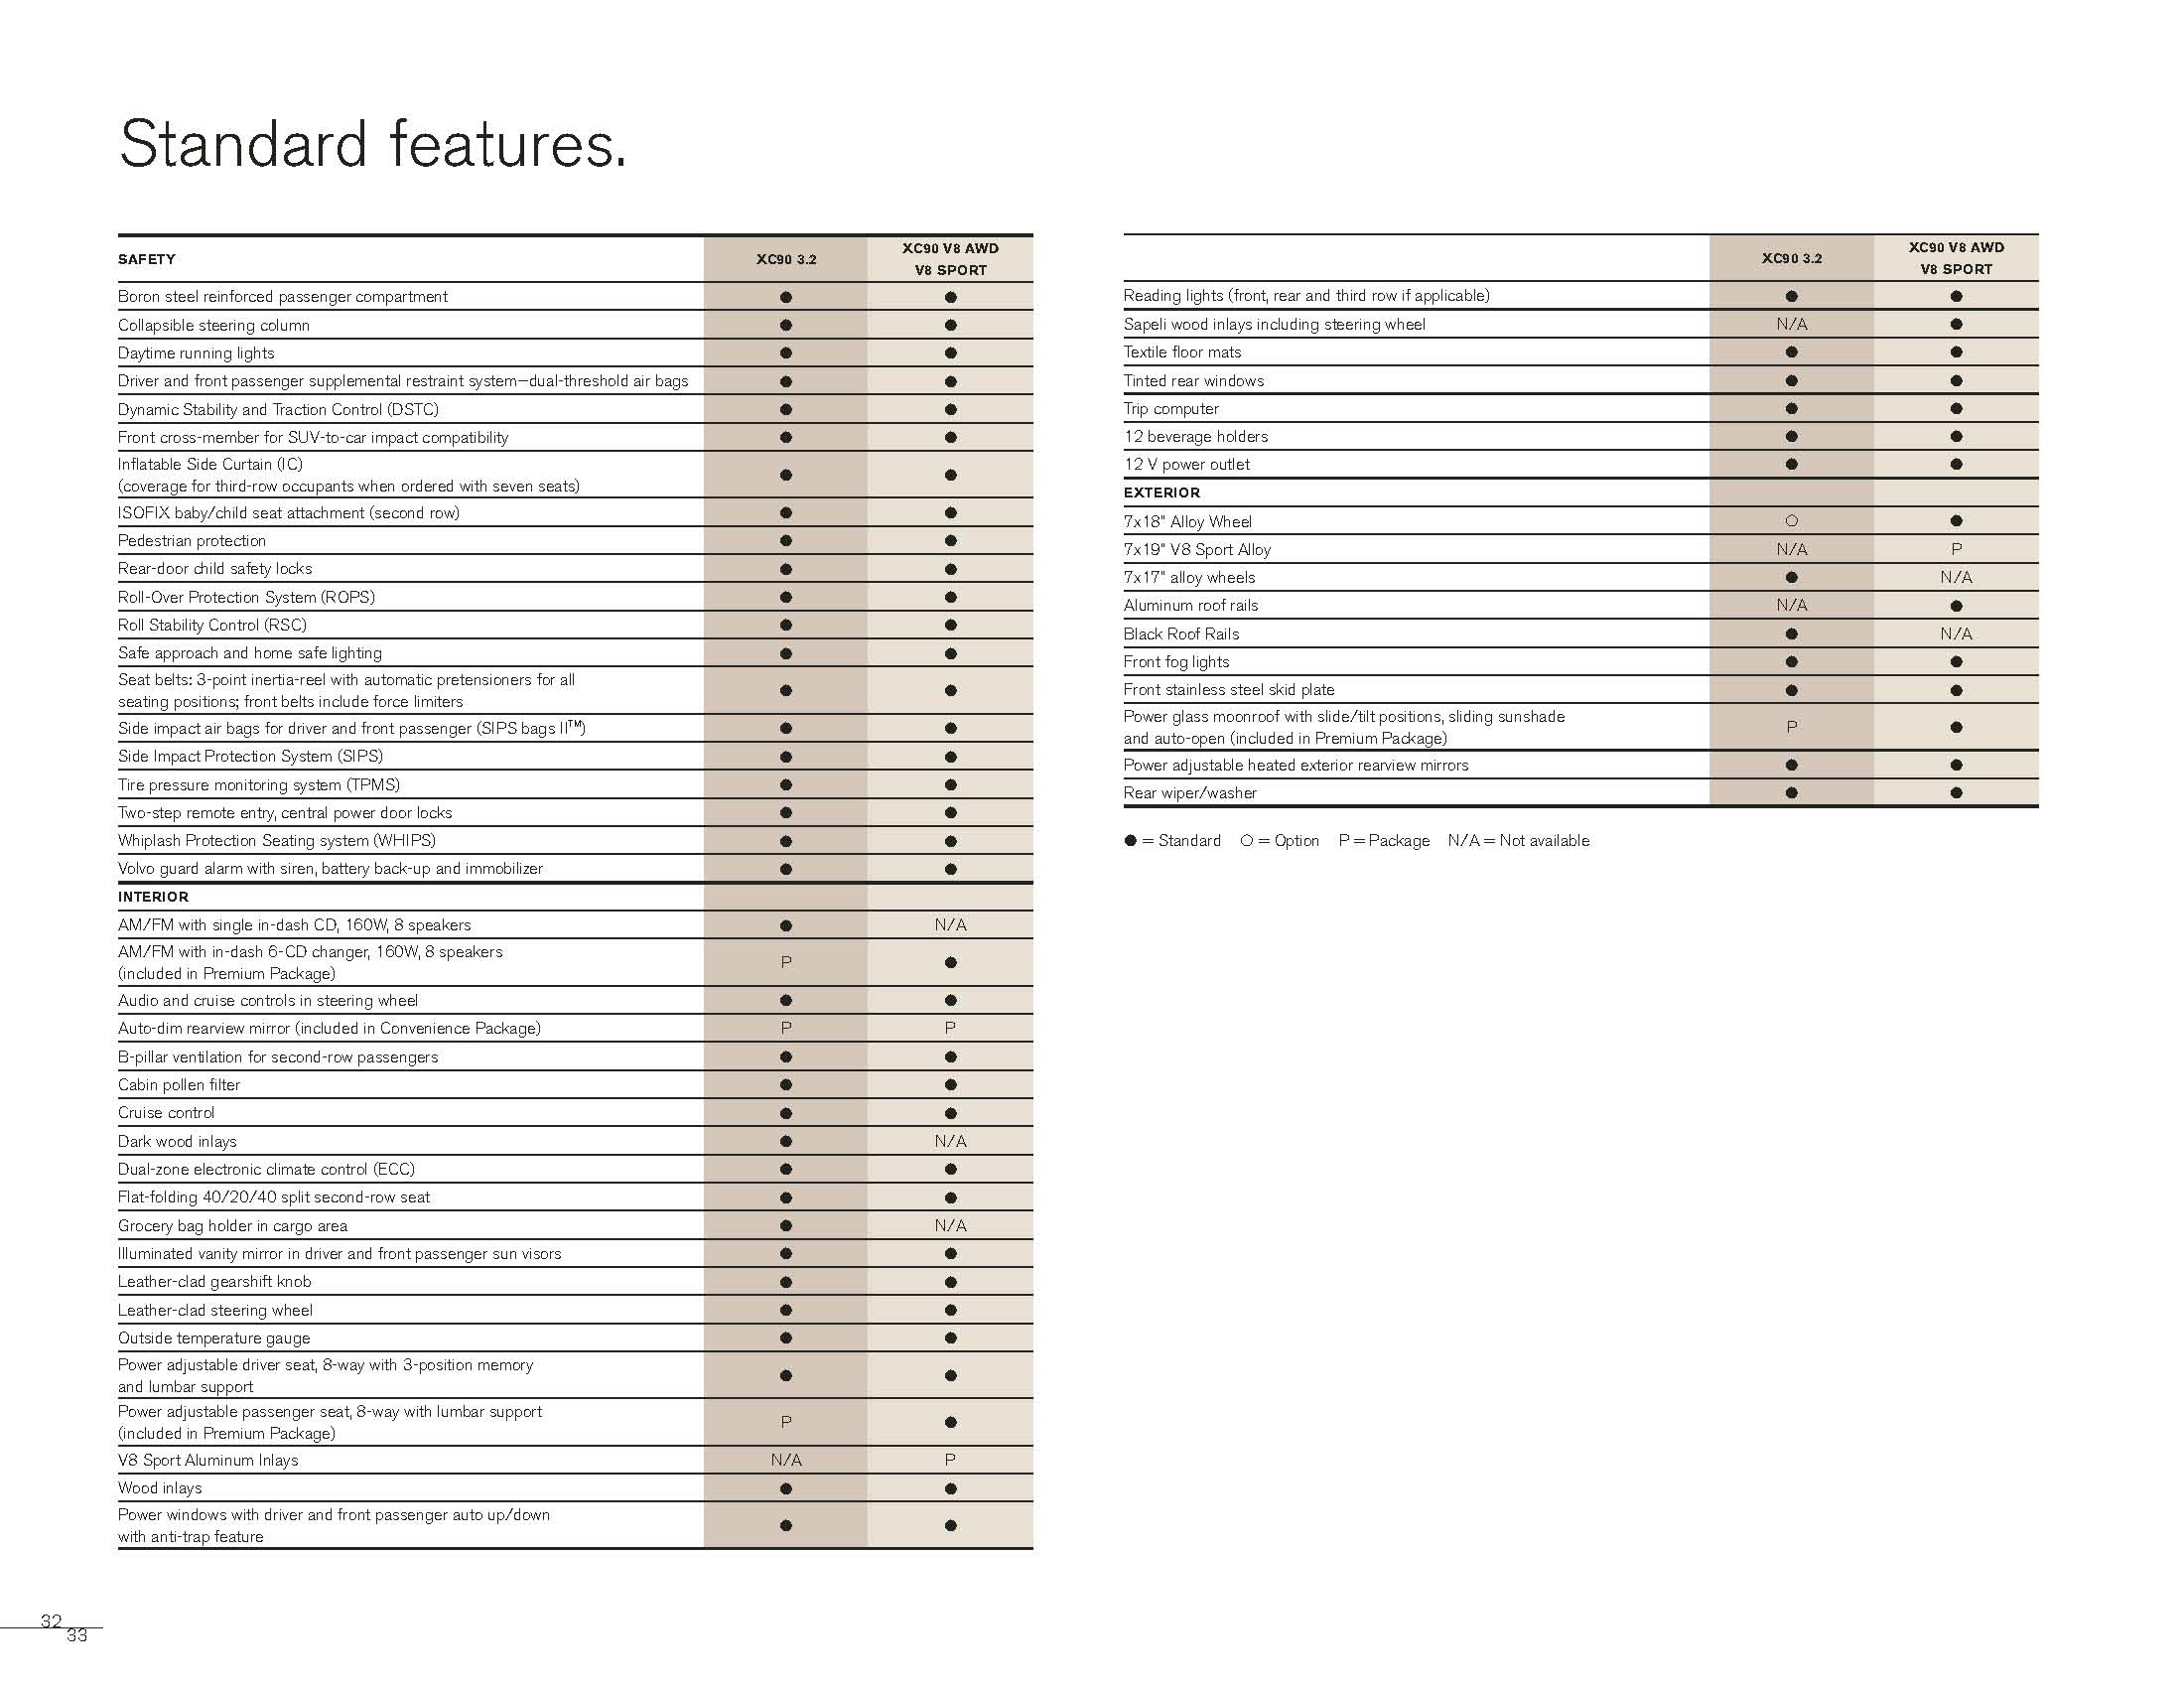 Standard features.
SAFETY XC90 3.2 XC90 V8 AWD
V8 SPORT
Boron steel reinforced passenger compartment ● ●
Collapsible steering column ● ●
Daytime running lights ● ●
Driver and front passenger supplemental restraint system–dual-threshold air bags ● ●
Dynamic Stability and Traction Control (DSTC) ● ●
Front cross-member for SUV-to-car impact compatibility ● ●
Inflatable Side Curtain (IC)
(coverage for third-row occupants when ordered with seven seats) ● ●
ISOFIX baby/child seat attachment (second row) ● ●
Pedestrian protection ● ●
Rear-door child safety locks ● ●
Roll-Over Protection System (ROPS) ● ●
Roll Stability Control (RSC) ● ●
Safe approach and home safe lighting ● ●
Seat belts: 3-point inertia-reel with automatic pretensioners for all
seating positions; front belts include force limiters ● ●
Side impact air bags for driver and front passenger (SIPS bags II™) ● ●
Side Impact Protection System (SIPS) ● ●
Tire pressure monitoring system (TPMS) ● ●
Two-step remote entry, central power door locks ● ●
Whiplash Protection Seating system (WHIPS) ● ●
Volvo guard alarm with siren, battery back-up and immobilizer ● ●
INTERIOR
AM/FM with single in-dash CD, 160W, 8 speakers ● N/A
AM/FM with in-dash 6-CD changer, 160W, 8 speakers
(included in Premium Package) P ●
Audio and cruise controls in steering wheel ● ●
Auto-dim rearview mirror (included in Convenience Package) P P
B-pillar ventilation for second-row passengers ● ●
Cabin pollen filter ● ●
Cruise control ● ●
Dark wood inlays ● N/A
Dual-zone electronic climate control (ECC) ● ●
Flat-folding 40/20/40 split second-row seat ● ●
Grocery bag holder in cargo area ● N/A
Illuminated vanity mirror in driver and front passenger sun visors ● ●
Leather-clad gearshift knob ● ●
Leather-clad steering wheel ● ●
Outside temperature gauge ● ●
Power adjustable driver seat, 8-way with 3-position memory
and lumbar support ● ●
Power adjustable passenger seat, 8-way with lumbar support
(included in Premium Package) P ●
V8 Sport Aluminum Inlays N/A P
Wood inlays ● ●
Power windows with driver and front passenger auto up/down
with anti-trap feature ● ●
XC90 3.2 XC90 V8 AWD
V8 SPORT
Reading lights (front, rear and third row if applicable) ● ●
Sapeli wood inlays including steering wheel N/A ●
Textile floor mats ● ●
Tinted rear windows ● ●
Trip computer ● ●
12 beverage holders ● ●
12 V power outlet ● ●
EXTERIOR
7x18" Alloy Wheel ○ ●
7x19" V8 Sport Alloy N/A P
7x17" alloy wheels ● N/A
Aluminum roof rails N/A ●
Black Roof Rails ● N/A
Front fog lights ● ●
Front stainless steel skid plate ● ●
Power glass moonroof with slide/tilt positions, sliding sunshade
and auto-open (included in Premium Package) P ●
Power adjustable heated exterior rearview mirrors ● ●
Rear wiper/washer ● ●
● = Standard ○ = Option P = Package N/A = Not available
32
33